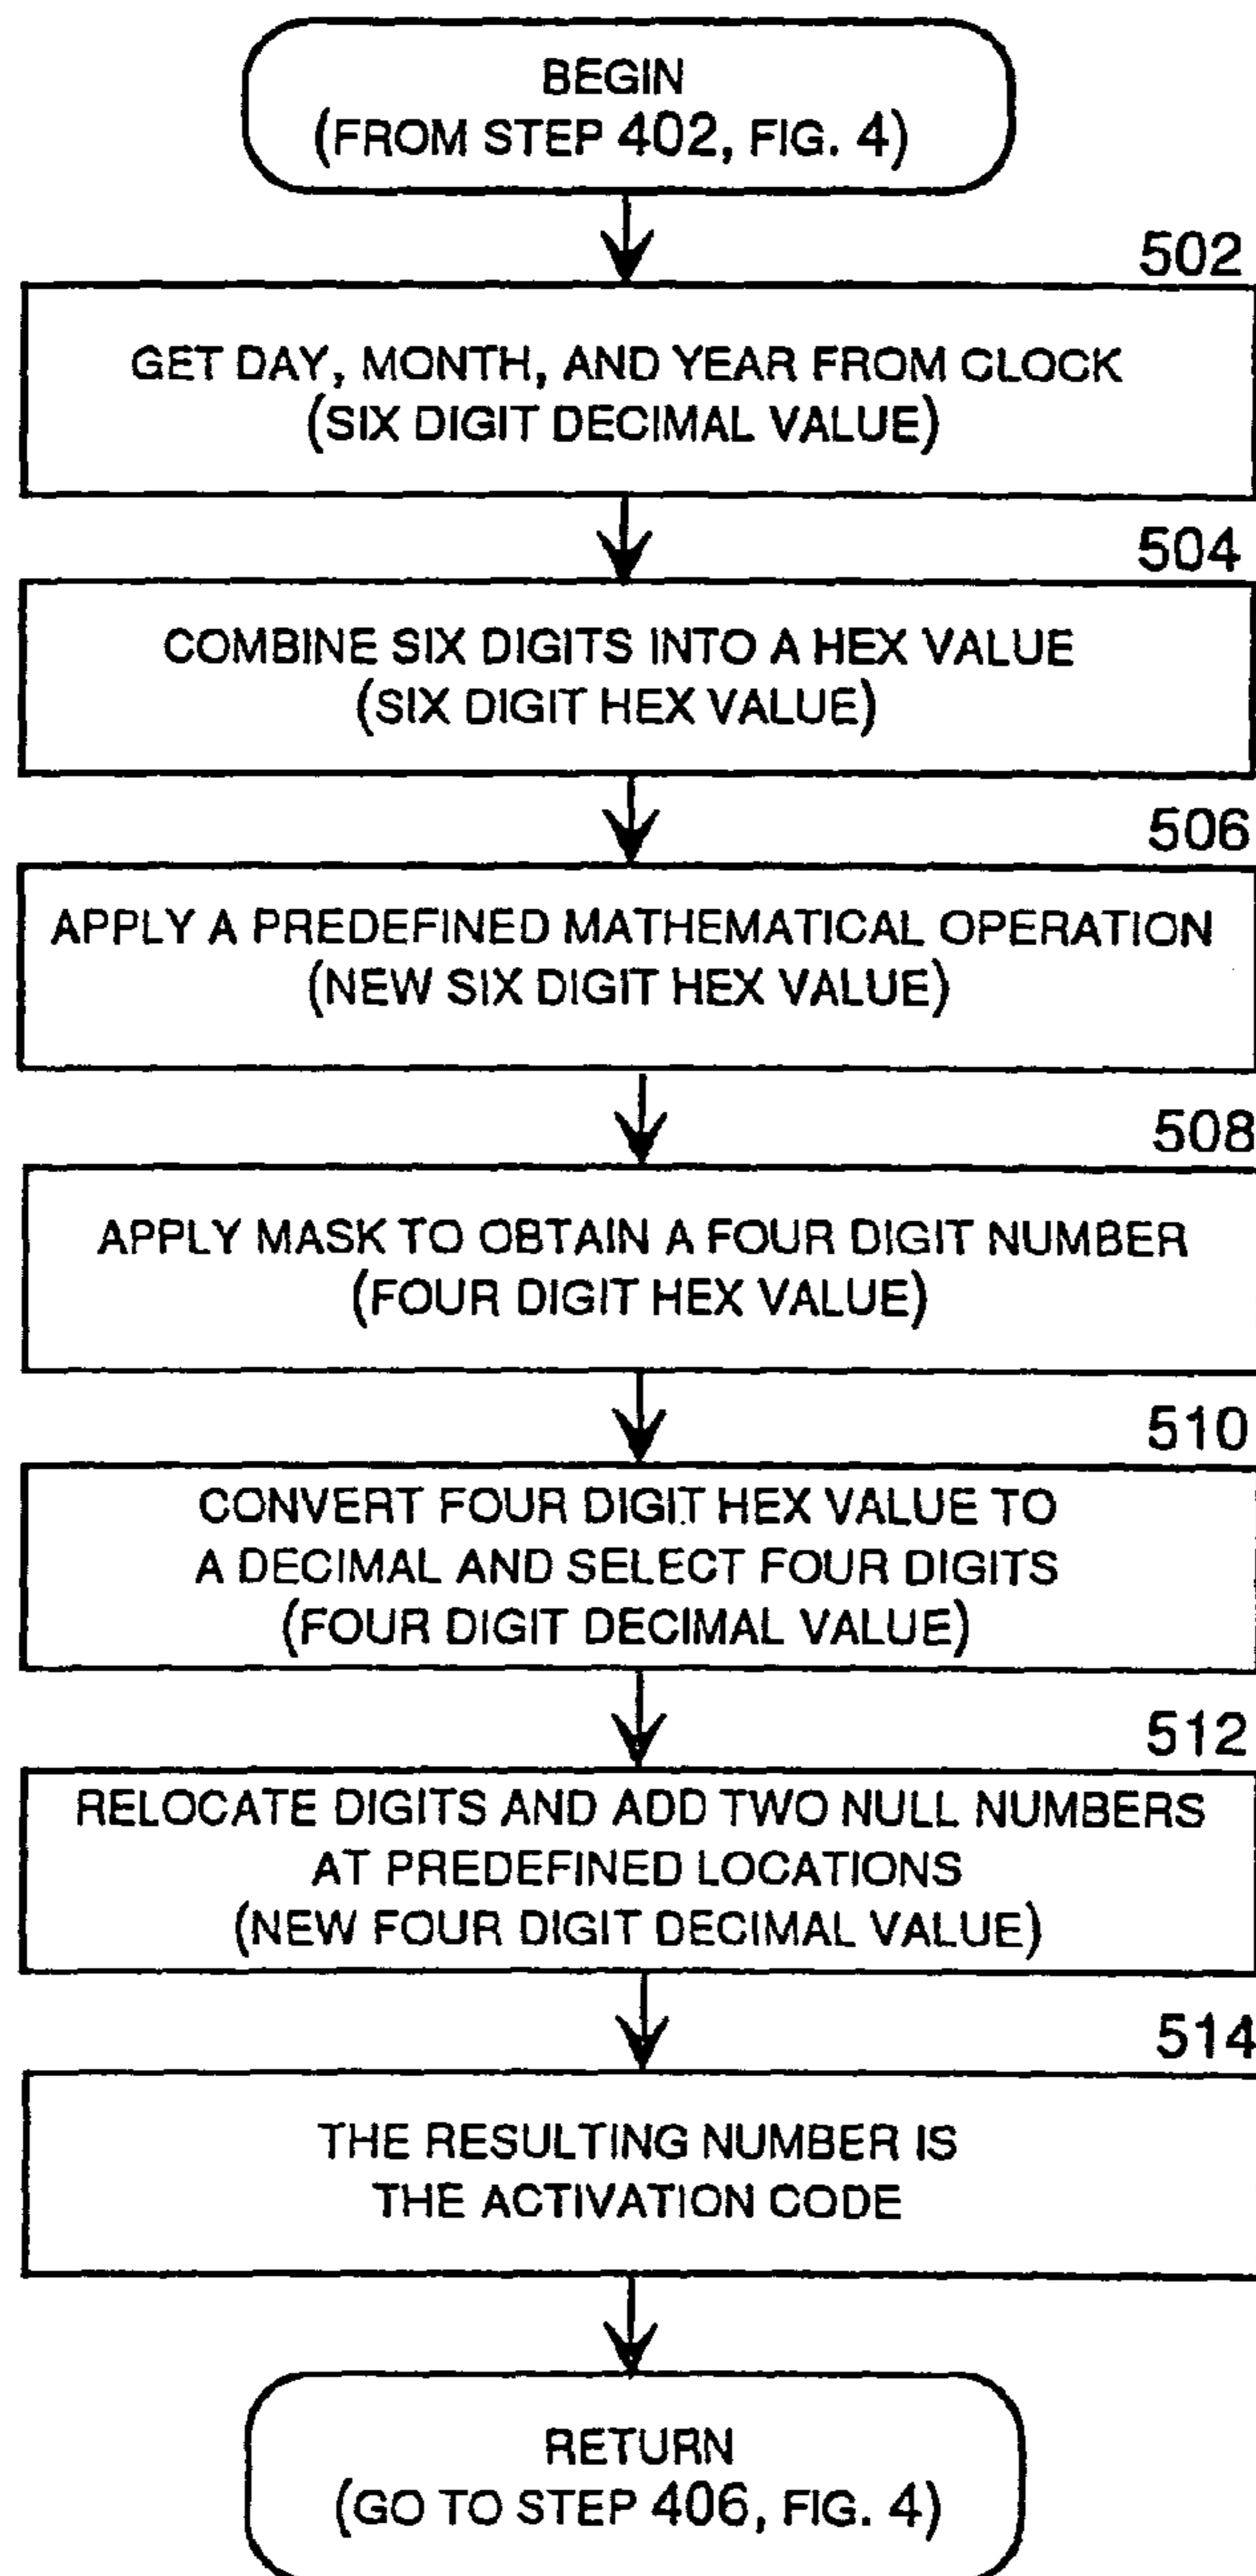 BEGIN
(FROM STEP 402, FIG. 4)
502
GET DAY, MONTH, AND YEAR FROM CLOCK
(SIX DIGIT DECIMAL VALUE)
504
COMBINE SIX DIGITS INTO A HEX VALUE
(SIX DIGIT HEX VALUE)
506
APPLY A PREDEFINED MATHEMATICAL OPERATION
(NEW SIX DIGIT HEX VALUE)
508
APPLY MASK TO OBTAIN A FOUR DIGIT NUMBER
(FOUR DIGIT HEX VALUE)
510
CONVERT FOUR DIGIT HEX VALUE TO
A DECIMAL AND SELECT FOUR DIGITS
(FOUR DIGIT DECIMAL VALUE)
512
RELOCATE DIGITS AND ADD TWO NULL NUMBERS
AT PREDEFINED LOCATIONS
(NEW FOUR DIGIT DECIMAL VALUE)
514
THE RESULTING NUMBER IS
THE ACTIVATION CODE
RETURN
(GO TO STEP 406, FIG. 4)